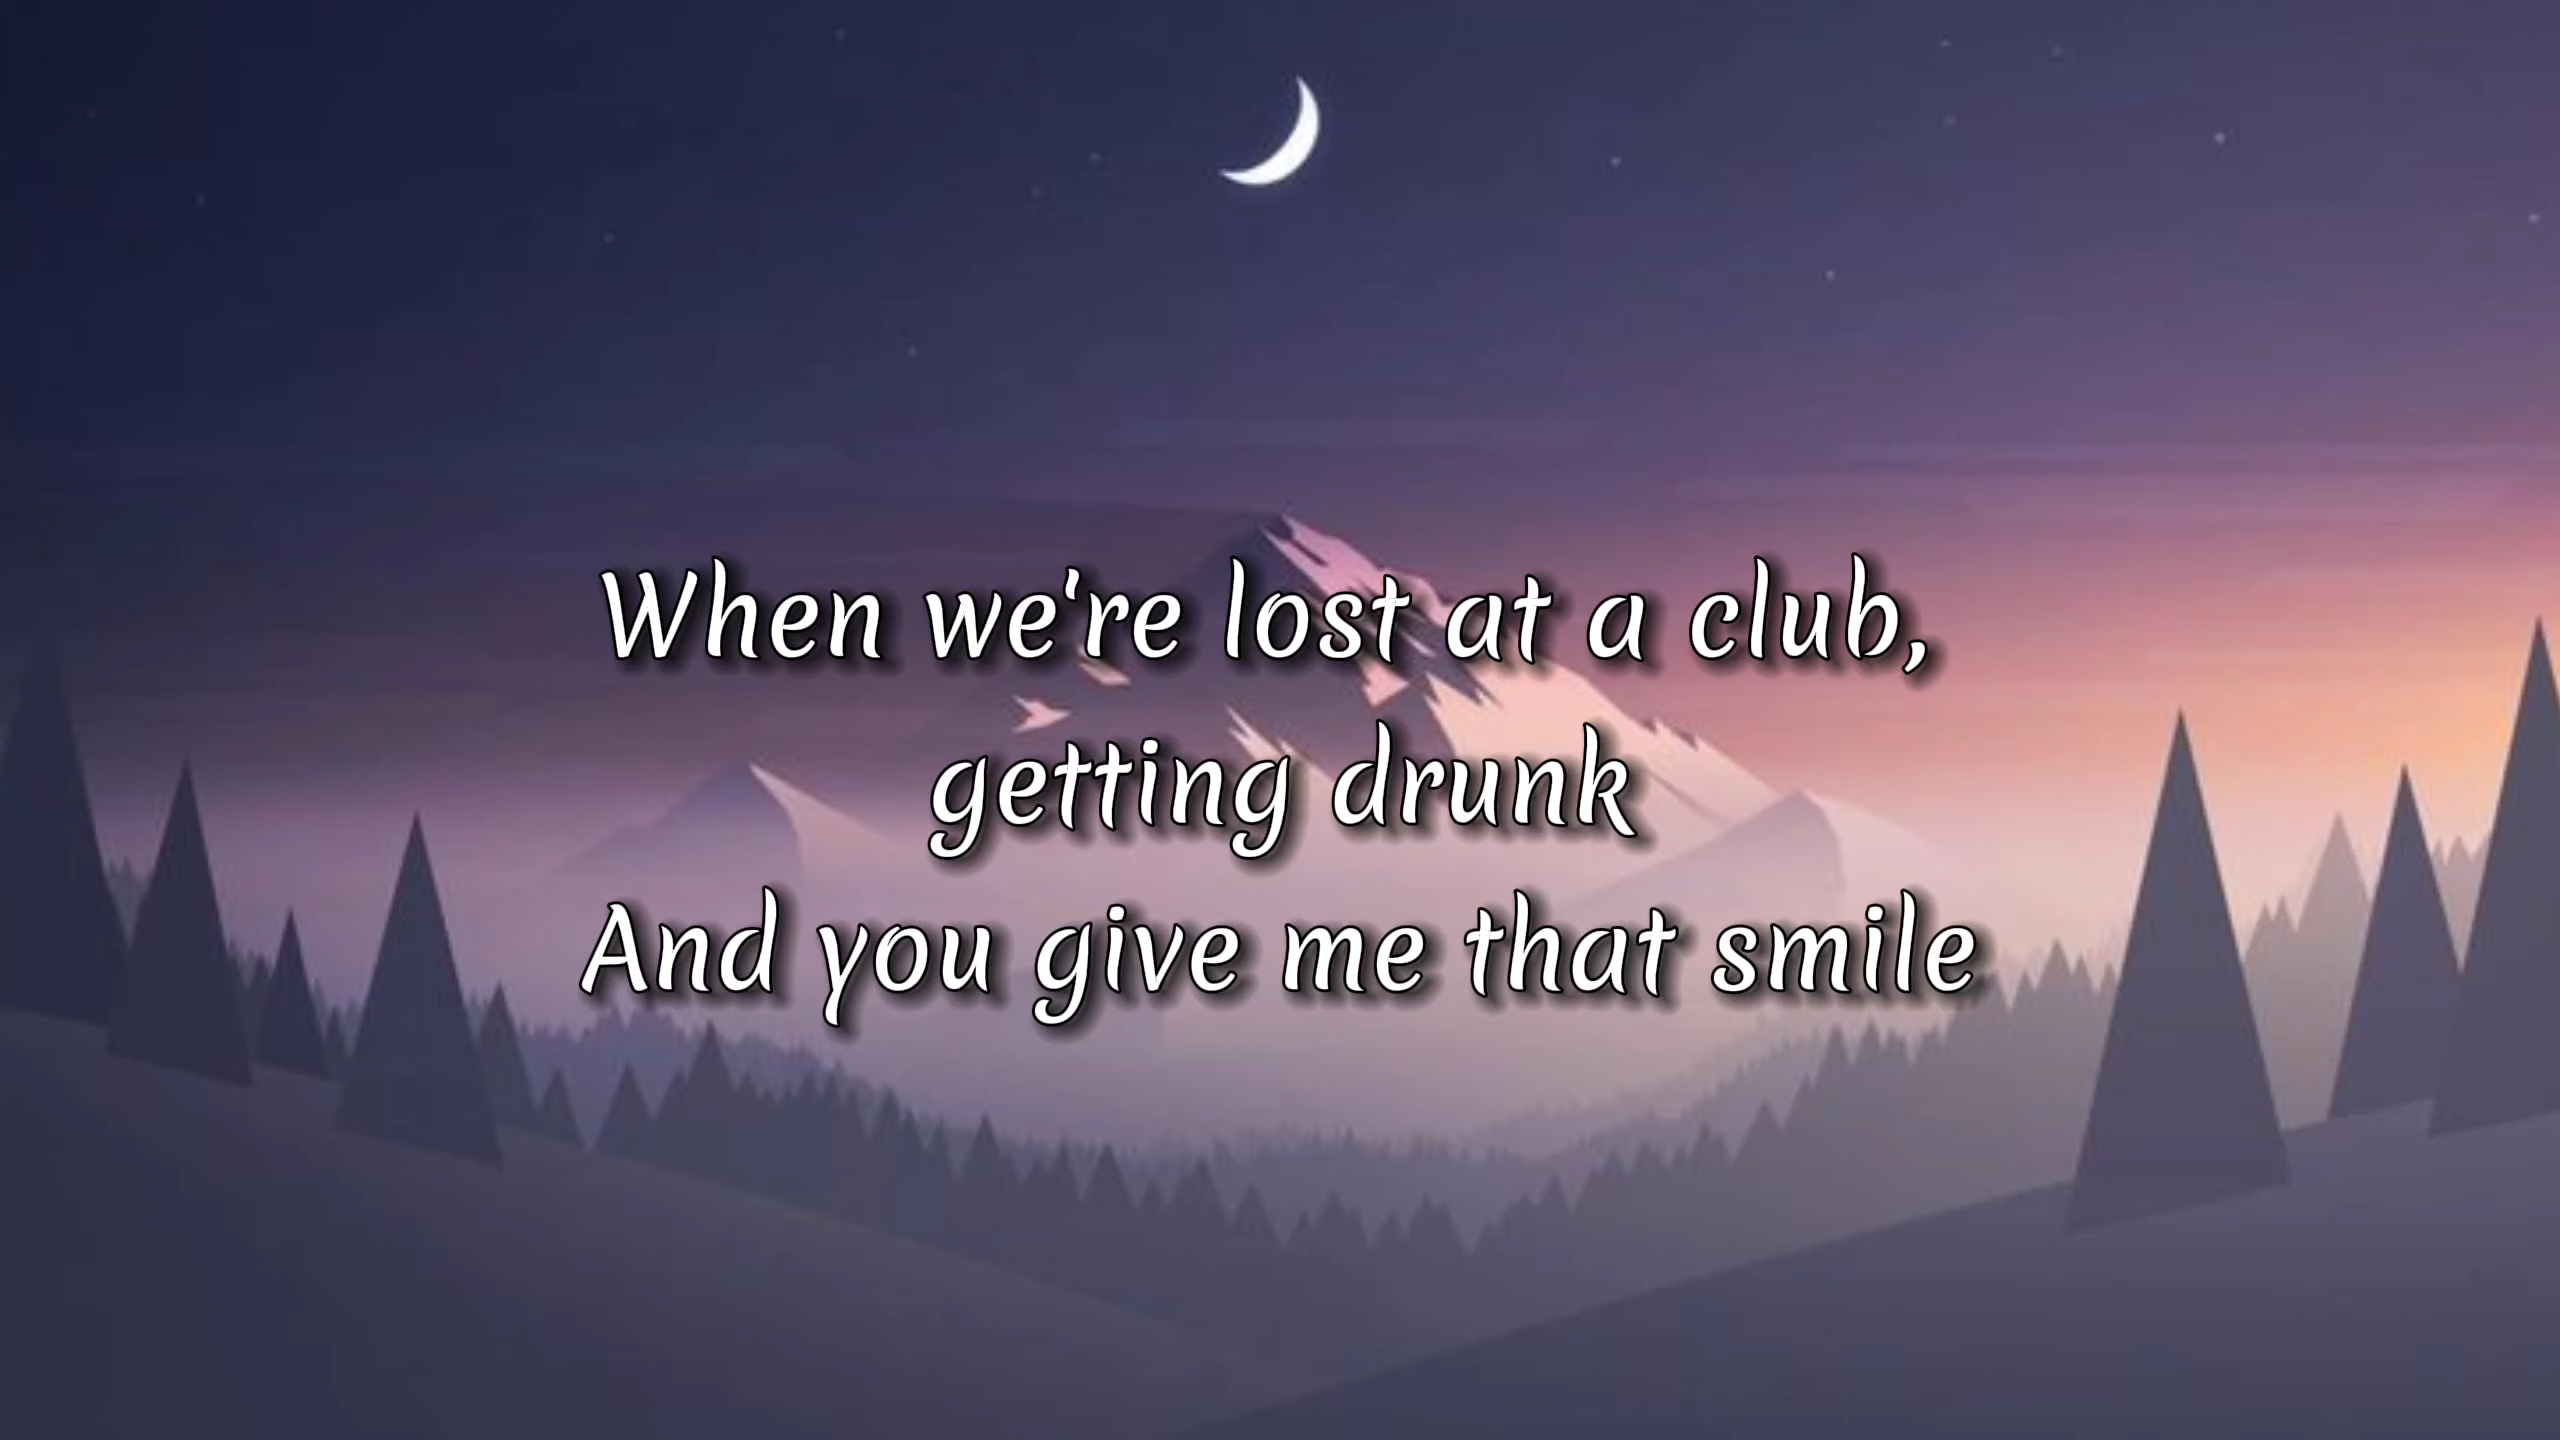 When we're lost at a club,
getting drunk
And you give me that smile